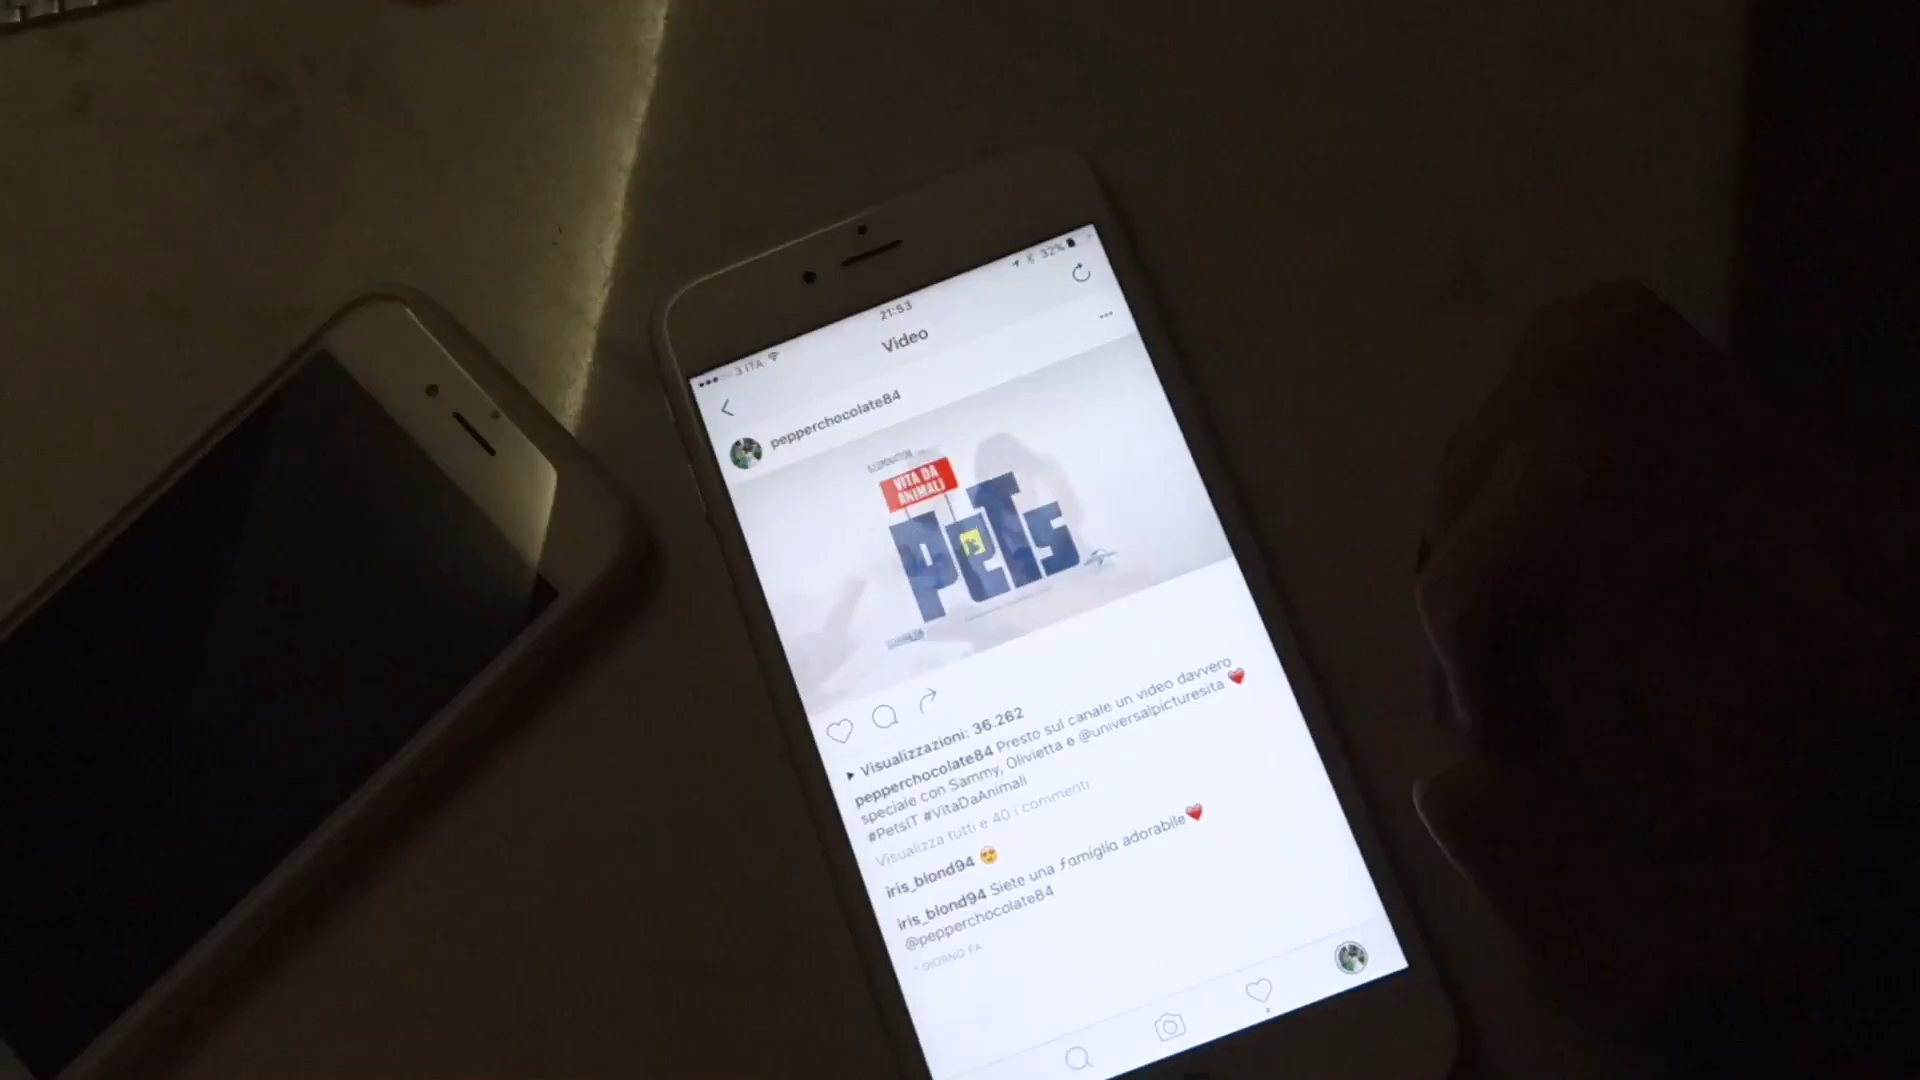 3 ITA
21:53
32%
Video
pepperchocolate84
ILLUMINATION
VITA DA
ANIMALI
PeTs
Visualizzazioni: 36.262
pepperchocolate84 Presto sul canale un video davvero
speciale con Sammy, Olivietta e @universalpicturesita ❤️
#PetsIT #VitaDaAnimali
Visualizza tutti e 40 i commenti
iris_blond94 😍
iris_blond94 Siete una famiglia adorabile❤️
@pepperchocolate84
1 GIORNO FA